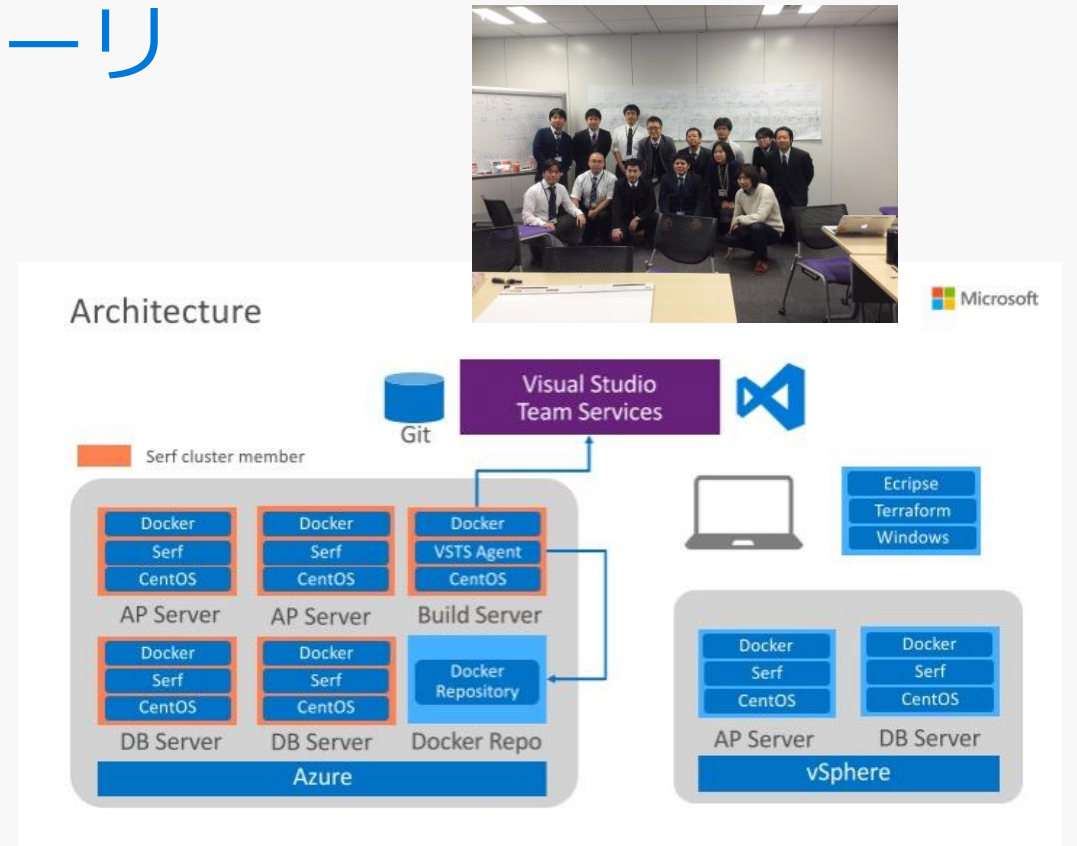 ーリ
Architecture
Microsoft
Visual Studio
Team Services
Git
Serf cluster member
Docker
Serf
CentOS
AP Server
Docker
Serf
CentOS
AP Server
Docker
VSTS Agent
CentOS
Build Server
Docker
Serf
CentOS
DB Server
Docker
Serf
CentOS
DB Server
Docker
Repository
Docker Repo
Azure
Ecripse
Terraform
Windows
Docker
Serf
CentOS
AP Server
Docker
Serf
CentOS
DB Server
vSphere